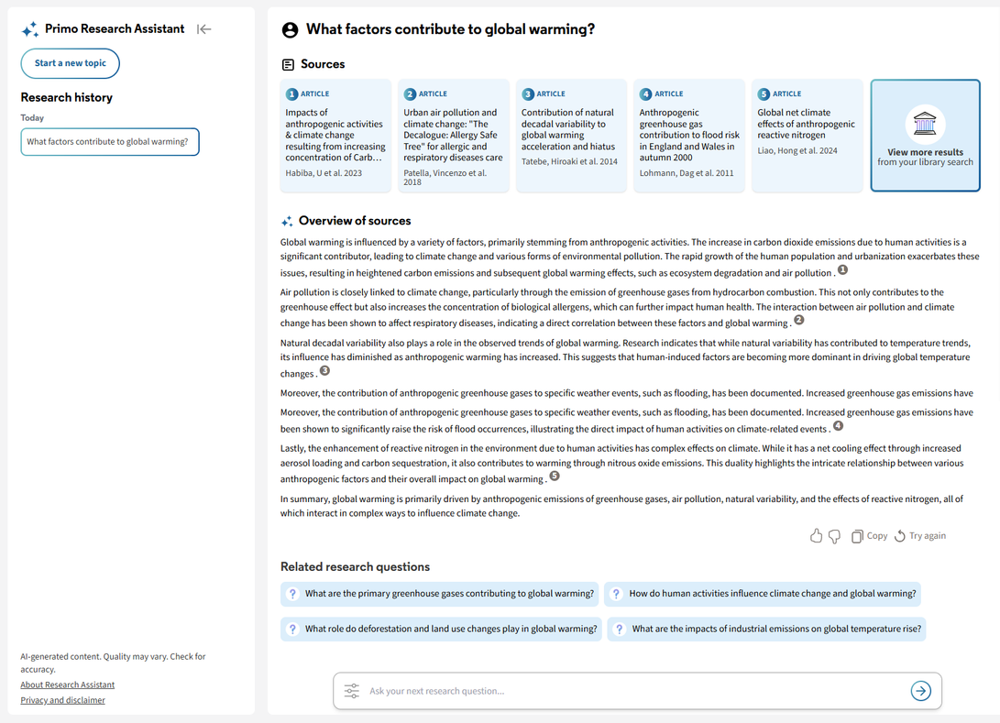 Primo Research Assistant
Start a new topic
Research history
Today
What factors contribute to global warming?
AI-generated content. Quality may vary. Check for
accuracy.
About Research Assistant
Privacy and disclaimer
What factors contribute to global warming?
Sources
1 ARTICLE
Impacts of
anthropogenic activities
& climate change
resulting from increasing
concentration of Carb...
Habiba, U et al. 2023
2 ARTICLE
Urban air pollution and
climate change: "The
Decalogue: Allergy Safe
Tree" for allergic and
respiratory diseases care
Patella, Vincenzo et al.
2018
3 ARTICLE
Contribution of natural
decadal variability to
global warming
acceleration and hiatus
Tatebe, Hiroaki et al. 2014
4 ARTICLE
Anthropogenic
greenhouse gas
contribution to flood risk
in England and Wales in
autumn 2000
Lohmann, Dag et al. 2011
5 ARTICLE
Global net climate
effects of anthropogenic
reactive nitrogen
Liao, Hong et al. 2024
View more results
from your library search
Overview of sources
Global warming is influenced by a variety of factors, primarily stemming from anthropogenic activities. The increase in carbon dioxide emissions due to human activities is a
significant contributor, leading to climate change and various forms of environmental pollution. The rapid growth of the human population and urbanization exacerbates these
issues, resulting in heightened carbon emissions and subsequent global warming effects, such as ecosystem degradation and air pollution . 1
Air pollution is closely linked to climate change, particularly through the emission of greenhouse gases from hydrocarbon combustion. This not only contributes to the
greenhouse effect but also increases the concentration of biological allergens, which can further impact human health. The interaction between air pollution and climate
change has been shown to affect respiratory diseases, indicating a direct correlation between these factors and global warming . 2
Natural decadal variability also plays a role in the observed trends of global warming. Research indicates that while natural variability has contributed to temperature trends,
its influence has diminished as anthropogenic warming has increased. This suggests that human-induced factors are becoming more dominant in driving global temperature
changes . 3
Moreover, the contribution of anthropogenic greenhouse gases to specific weather events, such as flooding, has been documented. Increased greenhouse gas emissions have
Moreover, the contribution of anthropogenic greenhouse gases to specific weather events, such as flooding, has been documented. Increased greenhouse gas emissions have
been shown to significantly raise the risk of flood occurrences, illustrating the direct impact of human activities on climate-related events . 4
Lastly, the enhancement of reactive nitrogen in the environment due to human activities has complex effects on climate. While it has a net cooling effect through increased
aerosol loading and carbon sequestration, it also contributes to warming through nitrous oxide emissions. This duality highlights the intricate relationship between various
anthropogenic factors and their overall impact on global warming . 5
In summary, global warming is primarily driven by anthropogenic emissions of greenhouse gases, air pollution, natural variability, and the effects of reactive nitrogen, all of
which interact in complex ways to influence climate change.
Copy Try again
Related research questions
? What are the primary greenhouse gases contributing to global warming?
? How do human activities influence climate change and global warming?
? What role do deforestation and land use changes play in global warming?
? What are the impacts of industrial emissions on global temperature rise?
Ask your next research question...